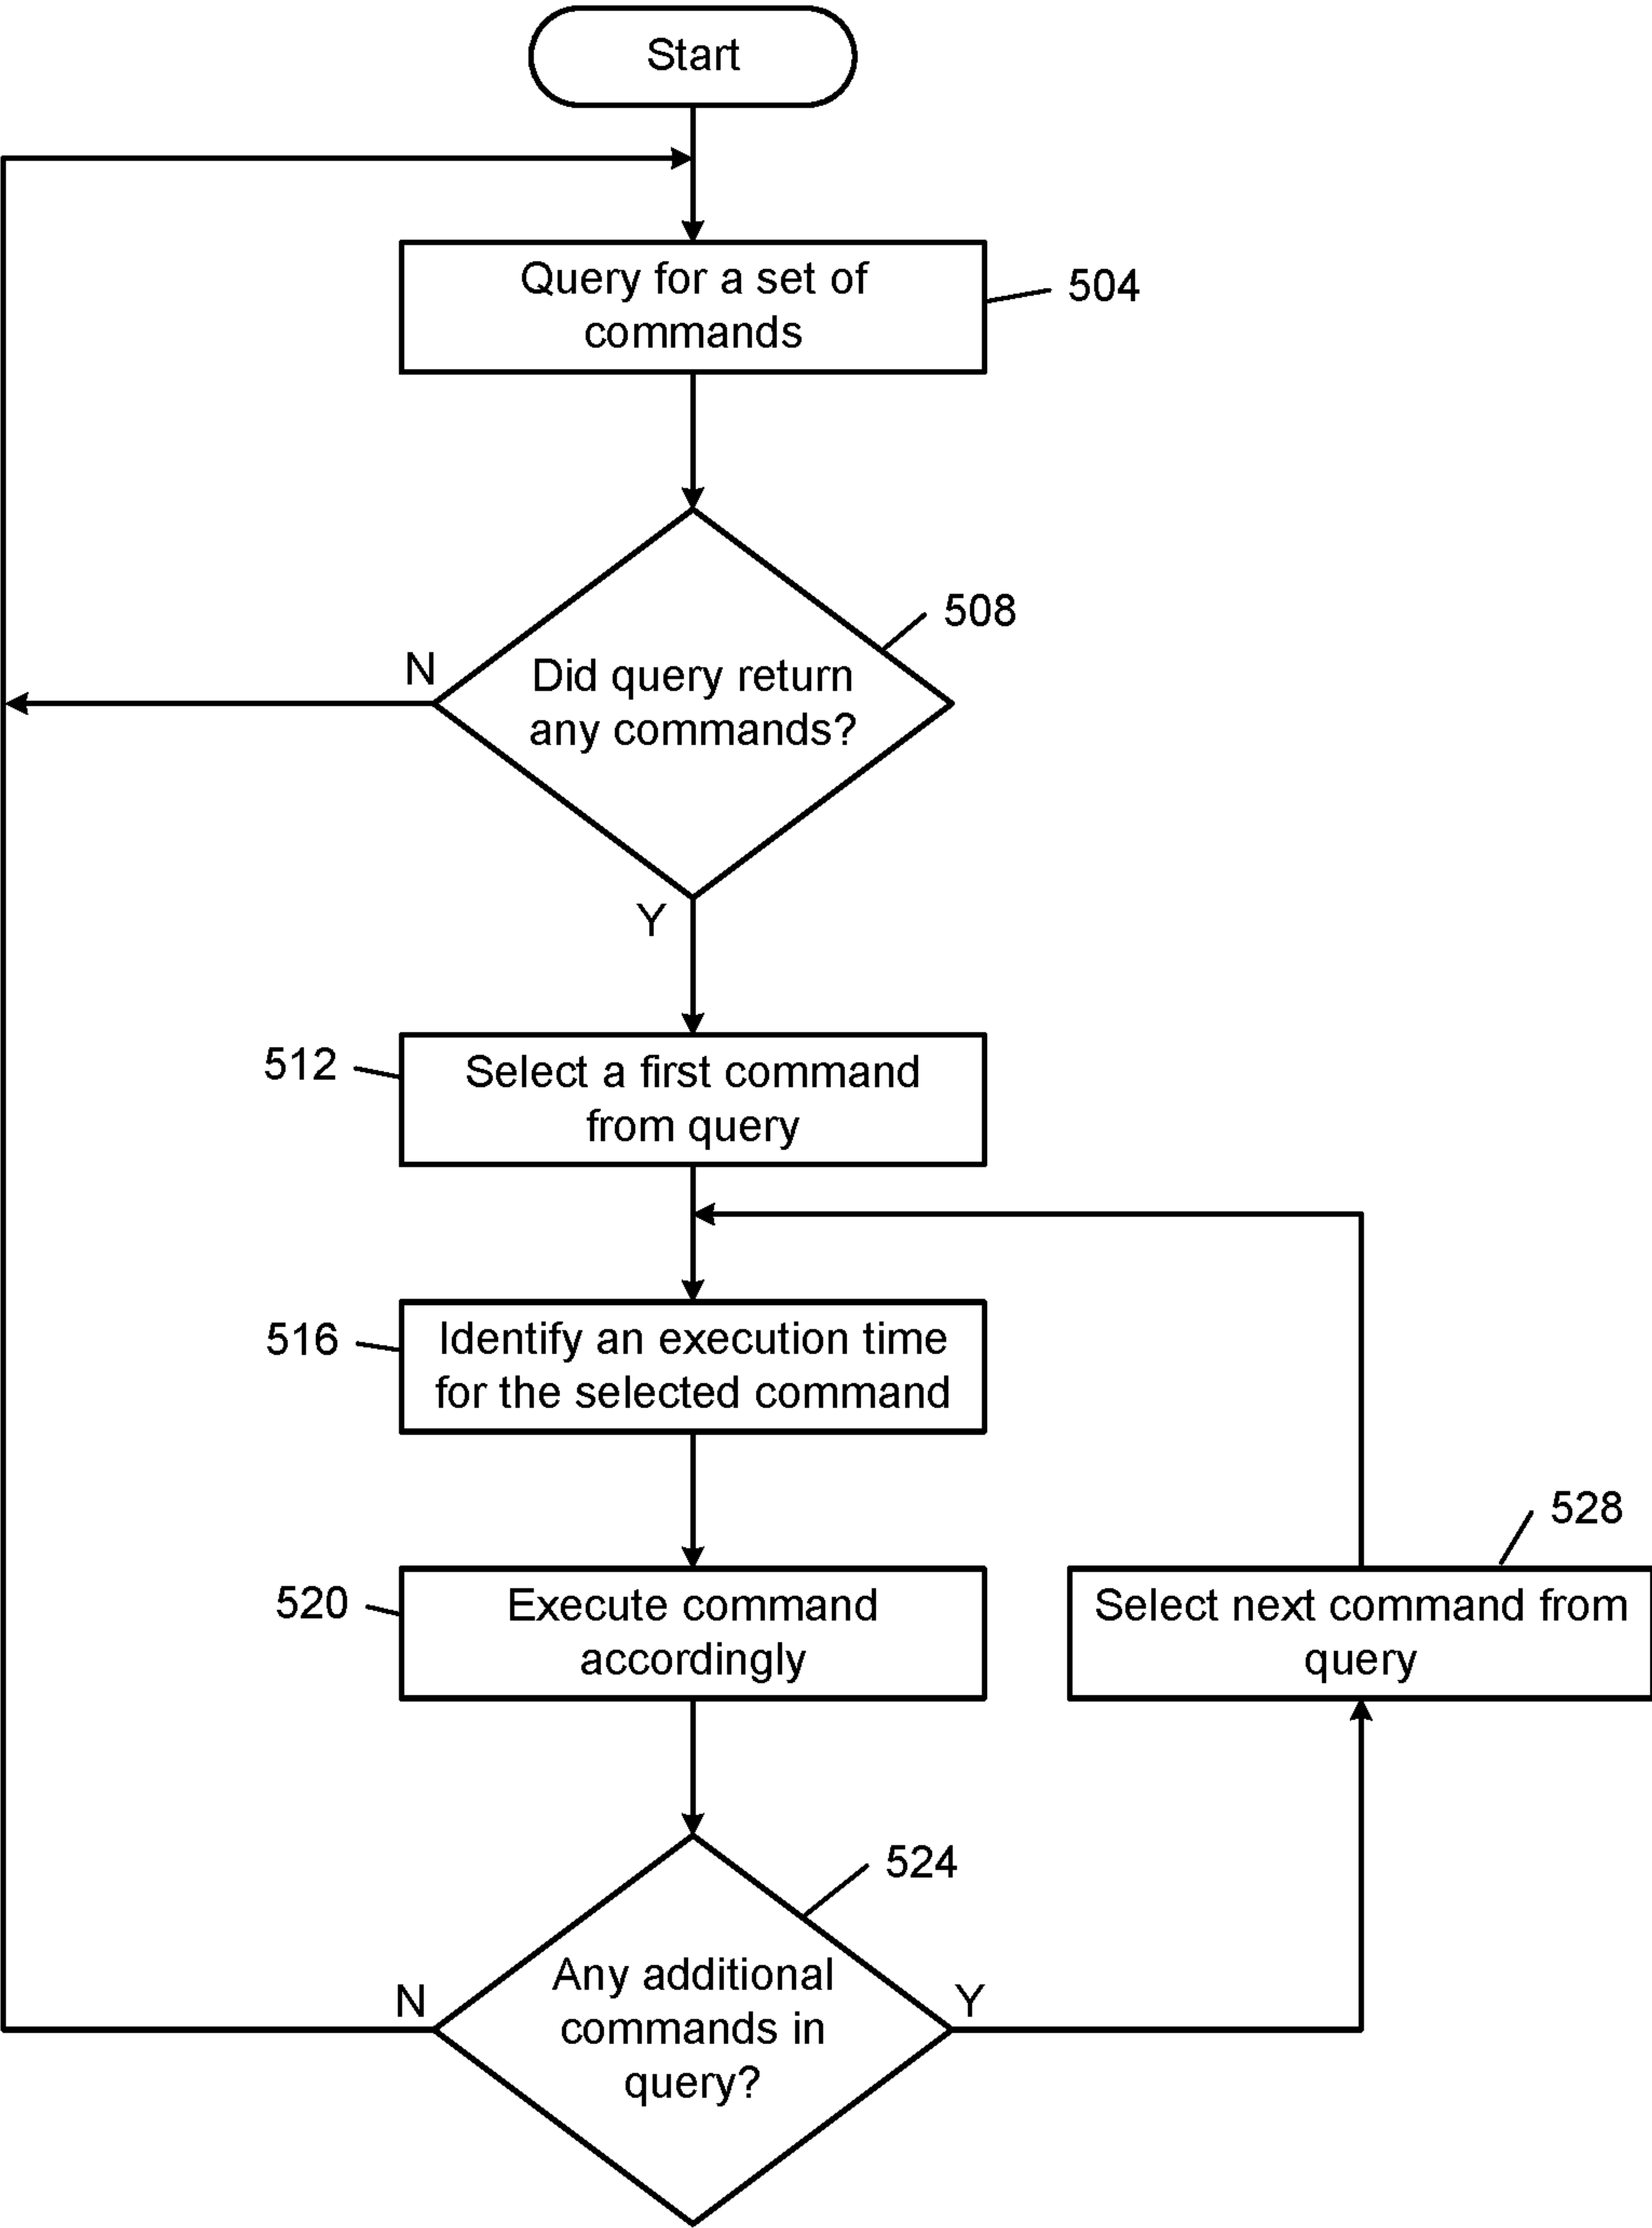 Start
Query for a set of
commands
504
508
N
Did query return
any commands?
Y
512
Select a first command
from query
516
Identify an execution time
for the selected command
528
520
Execute command
accordingly
Select next command from
query
524
N
Any additional
commands in
query?
Y